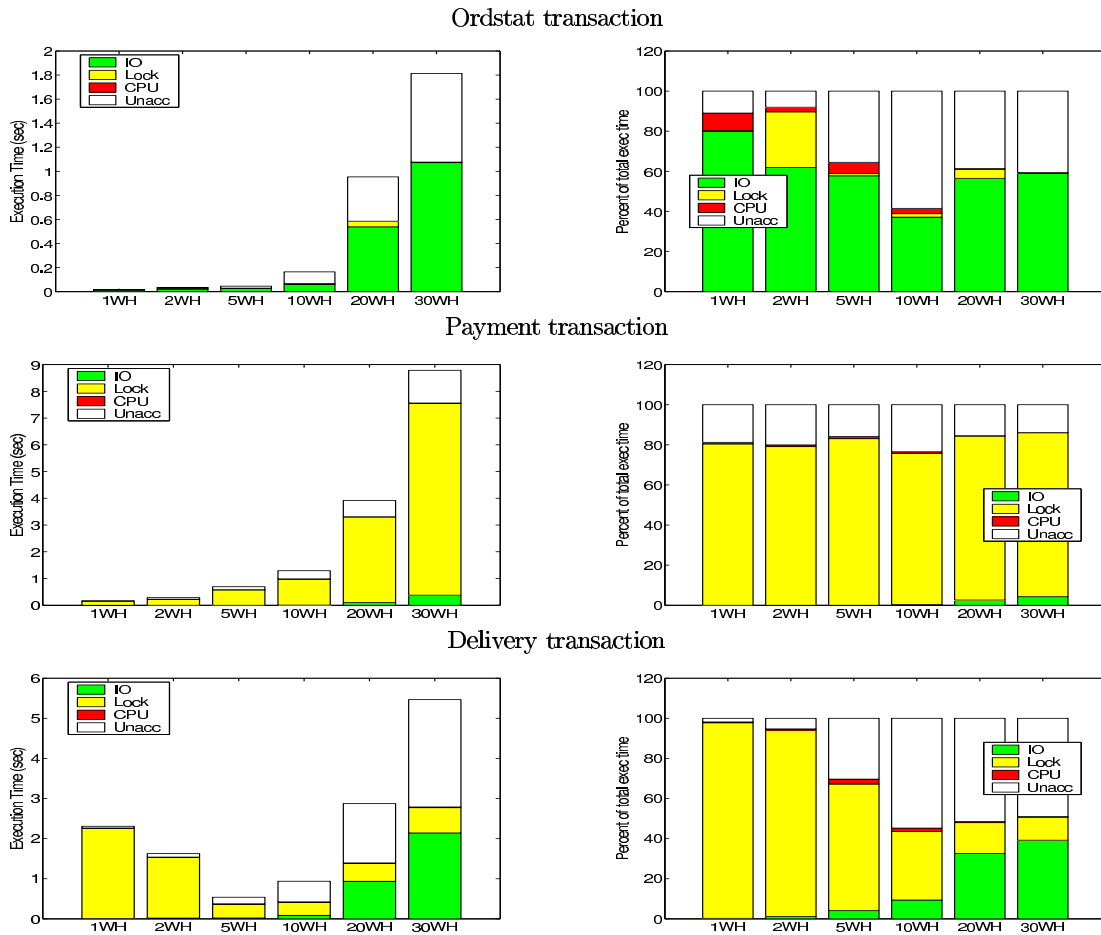 Ordstat transaction
2
1.8
1.6
1.4
1.2
1
0.8
0.6
0.4
0.2
0
Execution Time (sec)
IO
Lock
CPU
Unacc
1WH 2WH 5WH 10WH 20WH 30WH
120
100
80
60
40
20
0
Percent of total exec time
IO
Lock
CPU
Unacc
1WH 2WH 5WH 10WH 20WH 30WH
Payment transaction
9
8
7
6
5
4
3
2
1
0
Execution Time (sec)
IO
Lock
CPU
Unacc
1WH 2WH 5WH 10WH 20WH 30WH
120
100
80
60
40
20
0
Percent of total exec time
IO
Lock
CPU
Unacc
1WH 2WH 5WH 10WH 20WH 30WH
Delivery transaction
6
5
4
3
2
1
0
Execution Time (sec)
IO
Lock
CPU
Unacc
1WH 2WH 5WH 10WH 20WH 30WH
120
100
80
60
40
20
0
Percent of total exec time
IO
Lock
CPU
Unacc
1WH 2WH 5WH 10WH 20WH 30WH